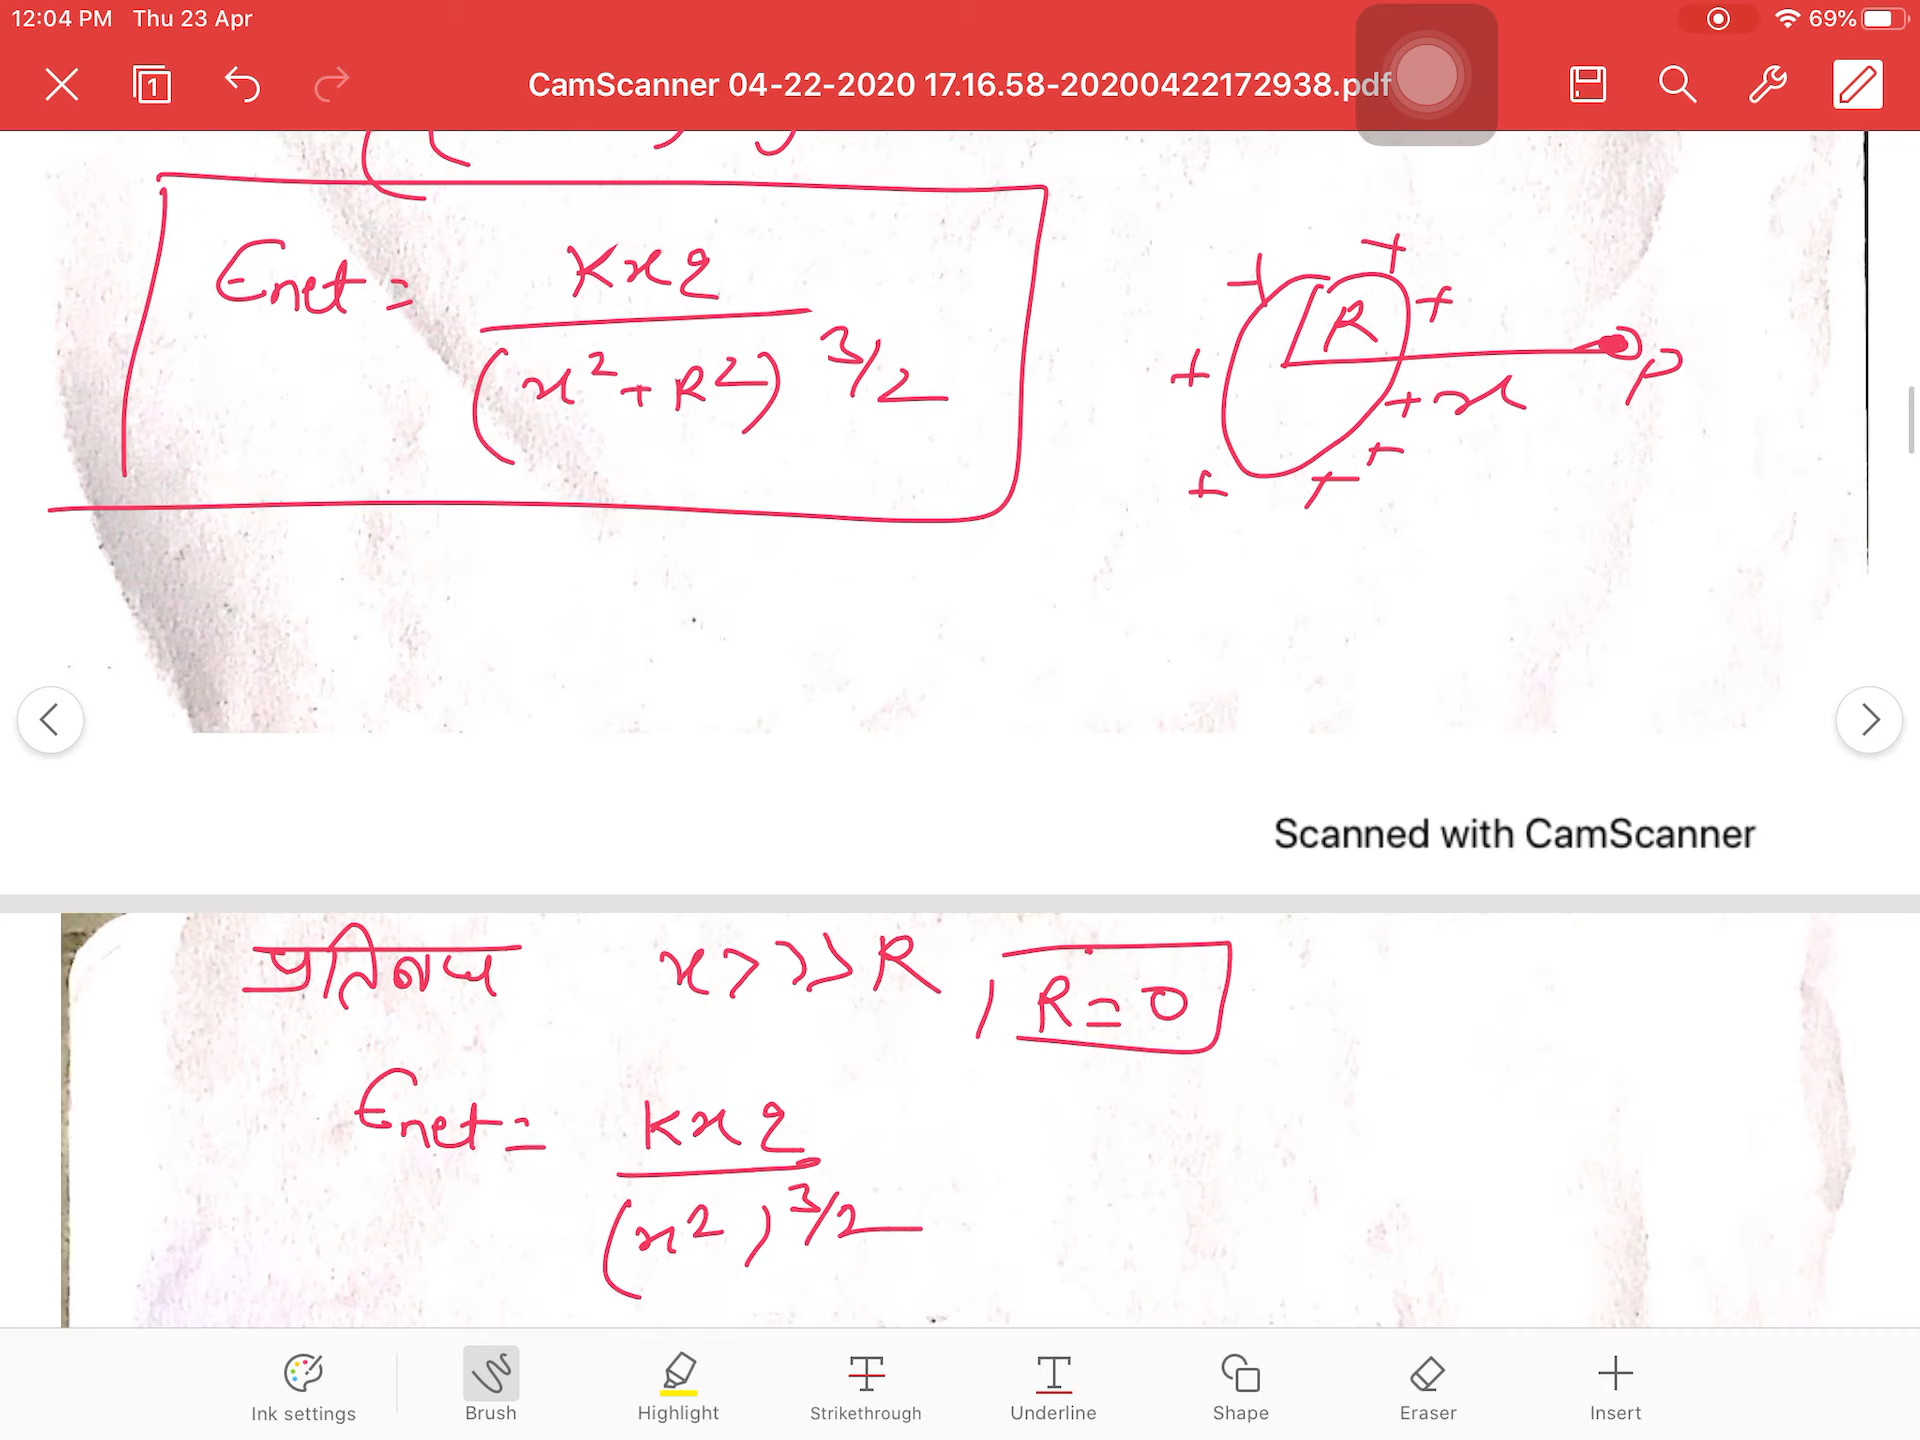 12:04 PM Thu 23 Apr 69%
1 CamScanner 04-22-2020 17.16.58-20200422172938.pdf
Enet = Kxq / (x²+R²)^3/2
R
x P
Scanned with CamScanner
x>>>>R, R=0
Enet = Kxq / (x²)^3/2
Ink settings Brush Highlight Strikethrough Underline Shape Eraser Insert